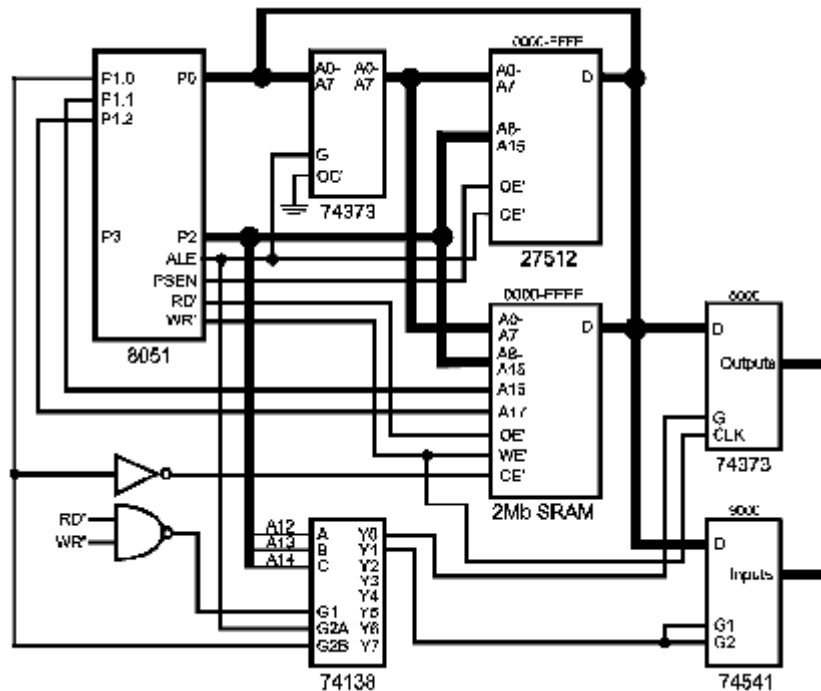 P1.0
P1.1
P1.2
P3
P0
P2
ALE
PSEN
RD'
WR'
8051
A0-
A7
A0-
A7
G
OC'
74373
0000-FFFF
A0-
A7
A8-
A15
OE'
CE'
D
27512
0000-FFFF
A0-
A7
A8-
A15
A16
A17
OE'
WE'
CE'
D
2Mb SRAM
8000
D
Outputs
G
CLK
74373
9000
D
Inputs
G1
G2
74541
RD'
WR'
A12
A13
A14
A
B
C
G1
G2A
G2B
Y0
Y1
Y2
Y3
Y4
Y5
Y6
Y7
74138